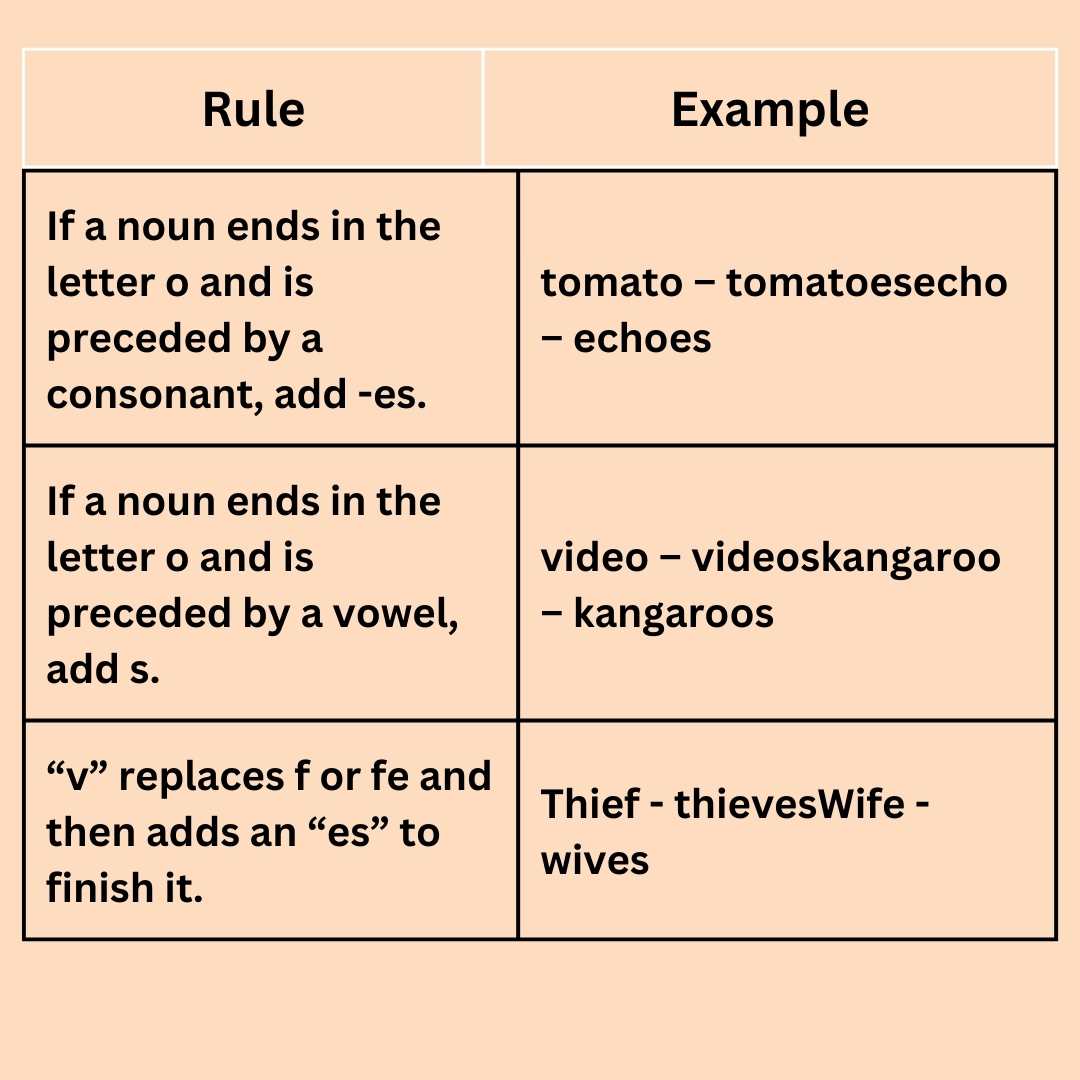 Rule
Example
If a noun ends in the
letter o and is
preceded by a
consonant, add -es.
tomato – tomatoesecho
– echoes
If a noun ends in the
letter o and is
preceded by a vowel,
add s.
video – videoskangaroo
– kangaroos
“v” replaces f or fe and
then adds an “es” to
finish it.
Thief - thievesWife -
wives